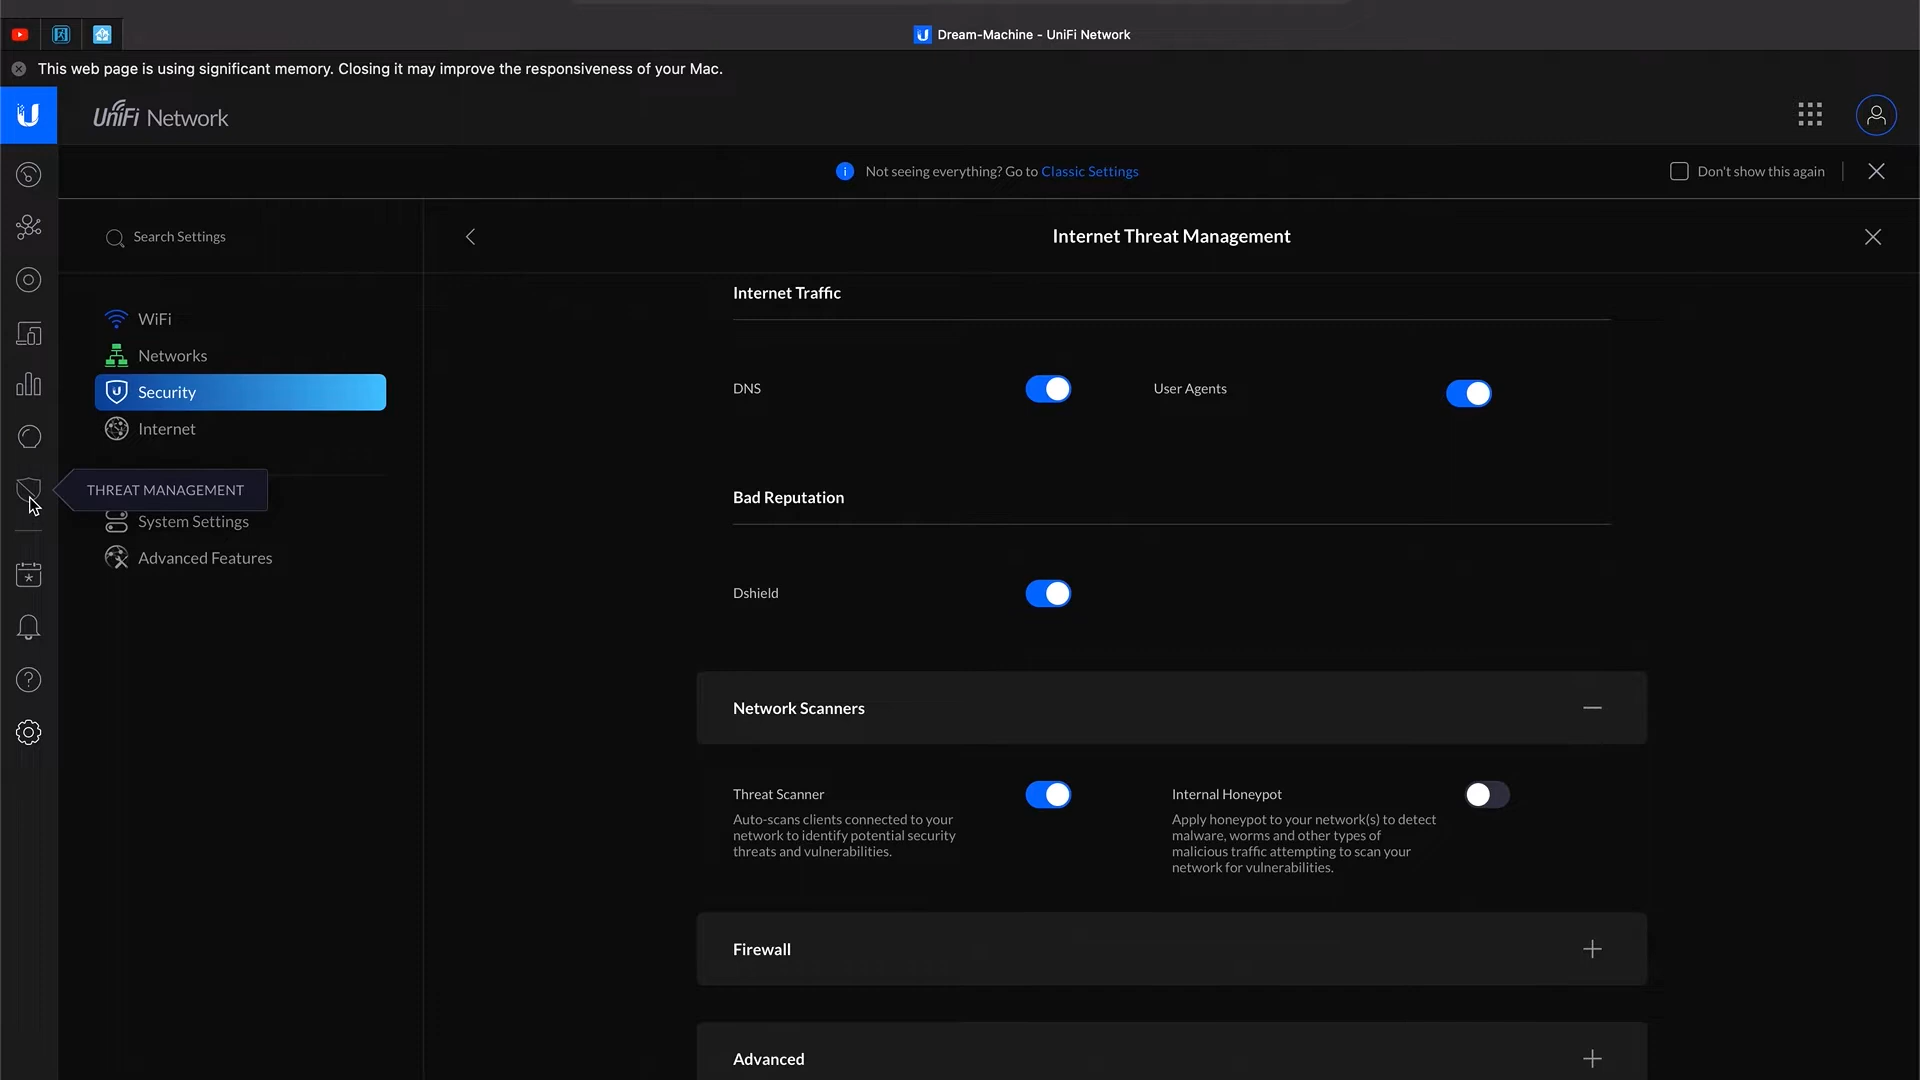 Dream-Machine - UniFi Network
This web page is using significant memory. Closing it may improve the responsiveness of your Mac.
UniFi Network
Not seeing everything? Go to Classic Settings
Don't show this again
Search Settings
Internet Threat Management
Internet Traffic
WiFi
Networks
Security
Internet
THREAT MANAGEMENT
System Settings
Advanced Features
DNS
User Agents
Bad Reputation
Dshield
Network Scanners
Threat Scanner
Auto-scans clients connected to your
network to identify potential security
threats and vulnerabilities.
Internal Honeypot
Apply honeypot to your network(s) to detect
malware, worms and other types of
malicious traffic attempting to scan your
network for vulnerabilities.
Firewall
Advanced